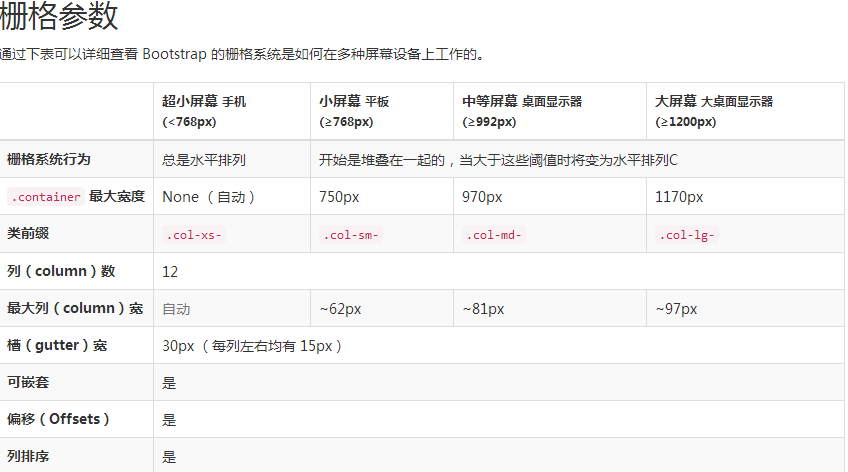 栅格参数
通过下表可以详细查看 Bootstrap 的栅格系统是如何在多种屏幕设备上工作的。
超小屏幕 手机 (<768px) 小屏幕 平板 (≥768px) 中等屏幕 桌面显示器 (≥992px) 大屏幕 大桌面显示器 (≥1200px)
栅格系统行为 总是水平排列 开始是堆叠在一起的，当大于这些阈值时将变为水平排列C
.container 最大宽度 None （自动） 750px 970px 1170px
类前缀 .col-xs- .col-sm- .col-md- .col-lg-
列（column）数 12
最大列（column）宽 自动 ~62px ~81px ~97px
槽（gutter）宽 30px （每列左右均有 15px）
可嵌套 是
偏移（Offsets） 是
列排序 是